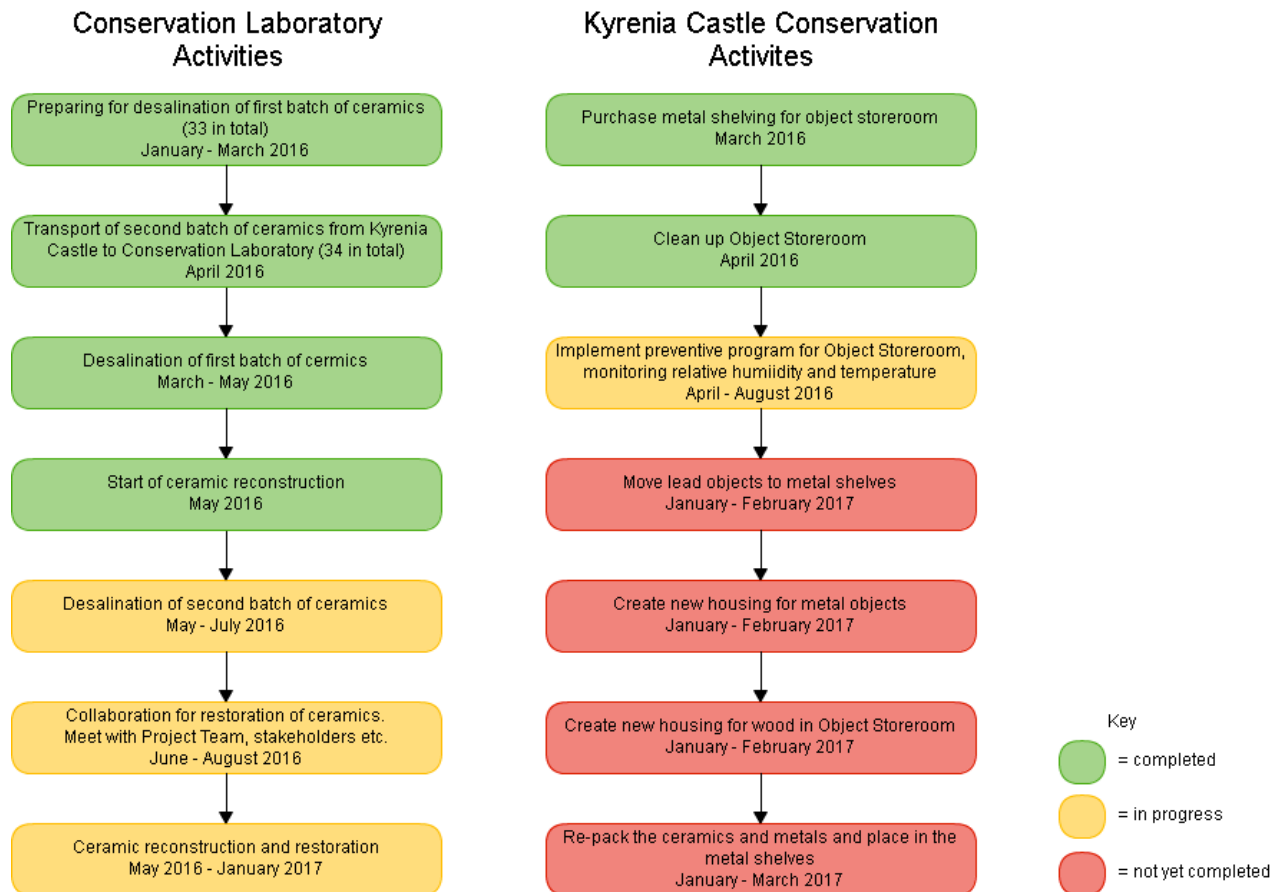 Conservation Laboratory
Activities
Preparing for desalination of first batch of ceramics
(33 in total)
January - March 2016
Transport of second batch of ceramics from Kyrenia
Castle to Conservation Laboratory (34 in total)
April 2016
Desalination of first batch of cermics
March - May 2016
Start of ceramic reconstruction
May 2016
Desalination of second batch of ceramics
May - July 2016
Collaboration for restoration of ceramics.
Meet with Project Team, stakeholders etc.
June - August 2016
Ceramic reconstruction and restoration
May 2016 - January 2017
Kyrenia Castle Conservation
Activites
Purchase metal shelving for object storeroom
March 2016
Clean up Object Storeroom
April 2016
Implement preventive program for Object Storeroom,
monitoring relative humiidity and temperature
April - August 2016
Move lead objects to metal shelves
January - February 2017
Create new housing for metal objects
January - February 2017
Create new housing for wood in Object Storeroom
January - February 2017
Re-pack the ceramics and metals and place in the
metal shelves
January - March 2017
Key
= completed
= in progress
= not yet completed